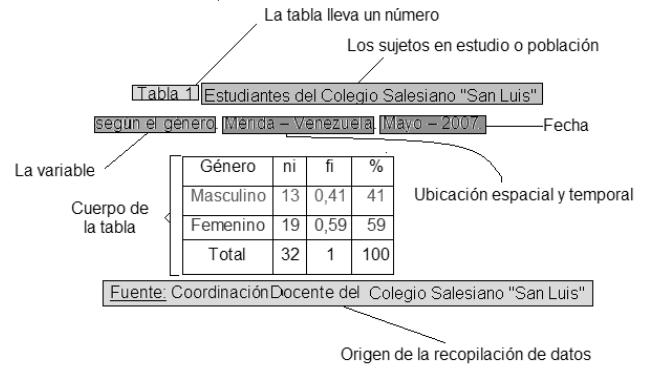 La tabla lleva un número
Los sujetos en estudio o población
Tabla 1 Estudiantes del Colegio Salesiano "San Luis"
según el género. Mérida – Venezuela. Mayo – 2007. Fecha
La variable
Ubicación espacial y temporal
Cuerpo de
la tabla
Género ni fi %
Masculino 13 0,41 41
Femenino 19 0,59 59
Total 32 1 100
Fuente: Coordinación Docente del Colegio Salesiano "San Luis"
Origen de la recopilación de datos